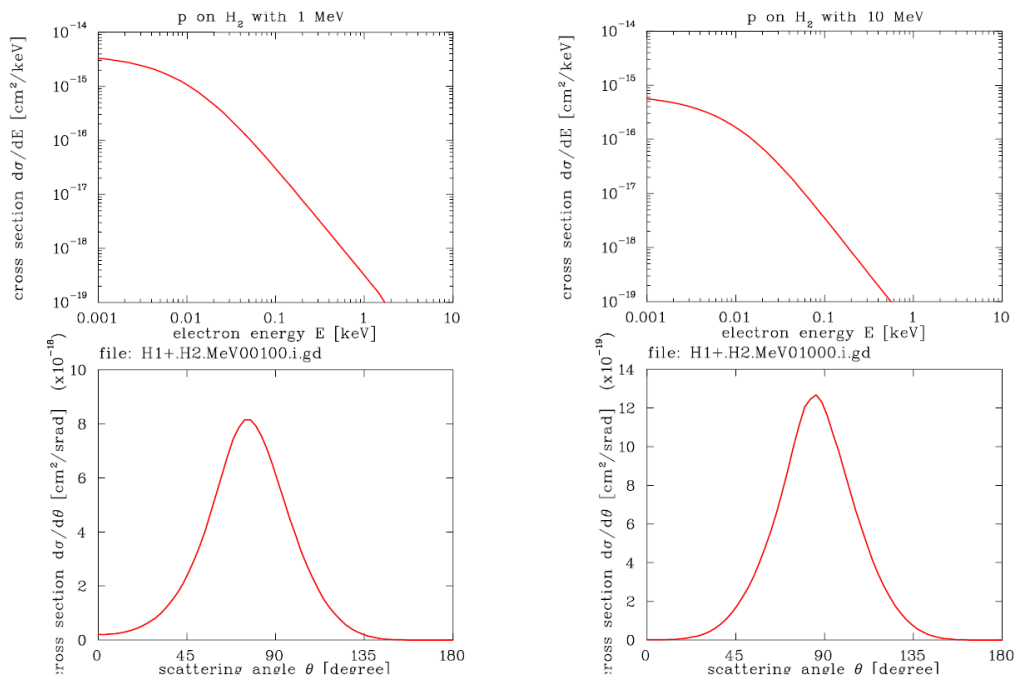 p on H₂ with 1 MeV
cross section dσ/dE [cm²/keV]
10⁻¹⁴
10⁻¹⁵
10⁻¹⁶
10⁻¹⁷
10⁻¹⁸
10⁻¹⁹
0.001 0.01 0.1 1 10
electron energy E [keV]
p on H₂ with 10 MeV
cross section dσ/dE [cm²/keV]
10⁻¹⁴
10⁻¹⁵
10⁻¹⁶
10⁻¹⁷
10⁻¹⁸
10⁻¹⁹
0.001 0.01 0.1 1 10
electron energy E [keV]
file: H1+.H2.MeV00100.i.gd
cross section dσ/dθ [cm²/srad] (x10⁻¹⁸)
10
8
6
4
2
0
0 45 90 135 180
scattering angle θ [degree]
file: H1+.H2.MeV01000.i.gd
cross section dσ/dθ [cm²/srad] (x10⁻¹⁹)
14
12
10
8
6
4
2
0
0 45 90 135 180
scattering angle θ [degree]